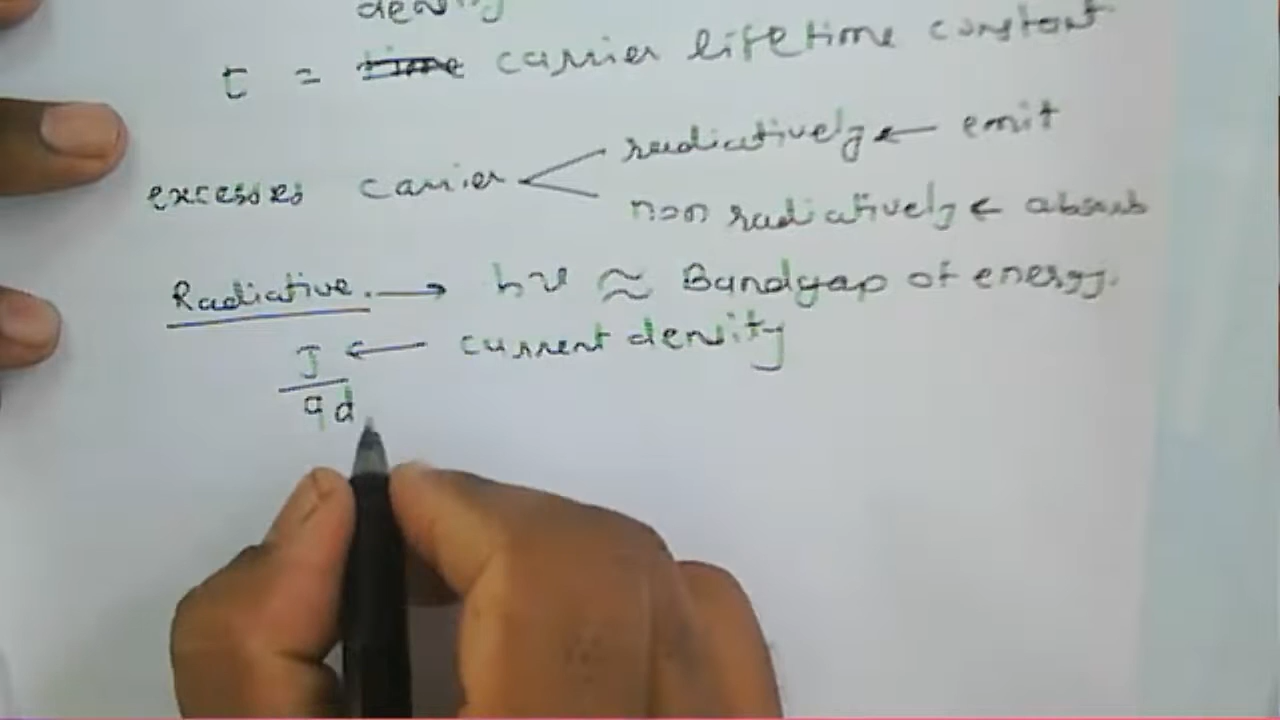 density
τ = time carrier lifetime constant
excesses carrier radiatively ← emit
non radiatively ← absorb
Radiative. → hν ≈ Bandgap of energy.
J ← current density
qd